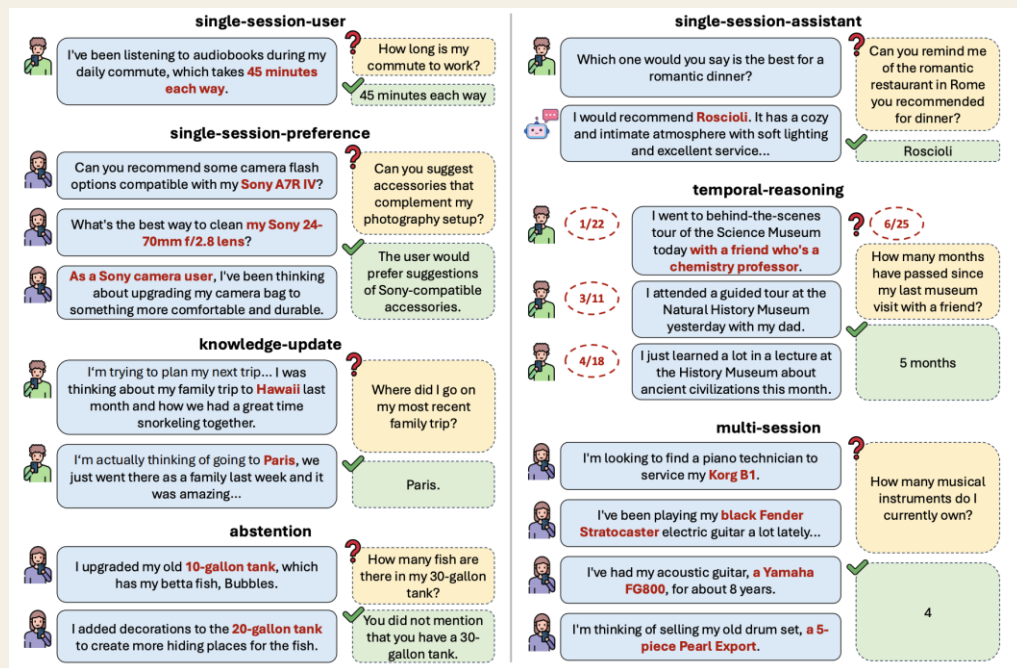 single-session-user
I've been listening to audiobooks during my
daily commute, which takes 45 minutes
each way.
How long is my
commute to work?
45 minutes each way
single-session-preference
Can you recommend some camera flash
options compatible with my Sony A7R IV?
What's the best way to clean my Sony 24-
70mm f/2.8 lens?
As a Sony camera user, I've been thinking
about upgrading my camera bag to
something more comfortable and durable.
Can you suggest
accessories that
complement my
photography setup?
The user would
prefer suggestions
of Sony-compatible
accessories.
knowledge-update
I'm trying to plan my next trip... I was
thinking about my family trip to Hawaii last
month and how we had a great time
snorkeling together.
I'm actually thinking of going to Paris, we
just went there as a family last week and it
was amazing...
Where did I go on
my most recent
family trip?
Paris.
abstention
I upgraded my old 10-gallon tank, which
has my betta fish, Bubbles.
I added decorations to the 20-gallon tank
to create more hiding places for the fish.
How many fish are
there in my 30-gallon
tank?
You did not mention
that you have a 30-
gallon tank.
single-session-assistant
Which one would you say is the best for a
romantic dinner?
I would recommend Roscioli. It has a cozy
and intimate atmosphere with soft lighting
and excellent service...
Can you remind me
of the romantic
restaurant in Rome
you recommended
for dinner?
Roscioli
temporal-reasoning
1/22
I went to behind-the-scenes
tour of the Science Museum
today with a friend who's a
chemistry professor.
3/11
I attended a guided tour at the
Natural History Museum
yesterday with my dad.
4/18
I just learned a lot in a lecture at
the History Museum about
ancient civilizations this month.
6/25
How many months
have passed since
my last museum
visit with a friend?
5 months
multi-session
I'm looking to find a piano technician to
service my Korg B1.
I've been playing my black Fender
Stratocaster electric guitar a lot lately...
I've had my acoustic guitar, a Yamaha
FG800, for about 8 years.
I'm thinking of selling my old drum set, a 5-
piece Pearl Export.
How many musical
instruments do I
currently own?
4